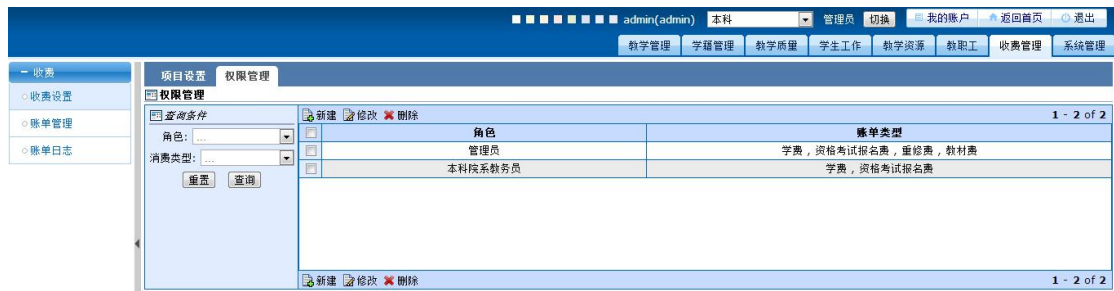 admin(admin) 本科 管理员 切换 我的账户 返回首页 退出
教学管理 学籍管理 教学质量 学生工作 教学资源 教职工 收费管理 系统管理
收费
收费设置
账单管理
账单日志
项目设置 权限管理
权限管理
查询条件
角色: ...
消费类型: ...
重置 查询
新建 修改 删除 1 - 2 of 2
角色 账单类型
管理员 学费,资格考试报名费,重修费,教材费
本科院系教务员 学费,资格考试报名费
新建 修改 删除 1 - 2 of 2